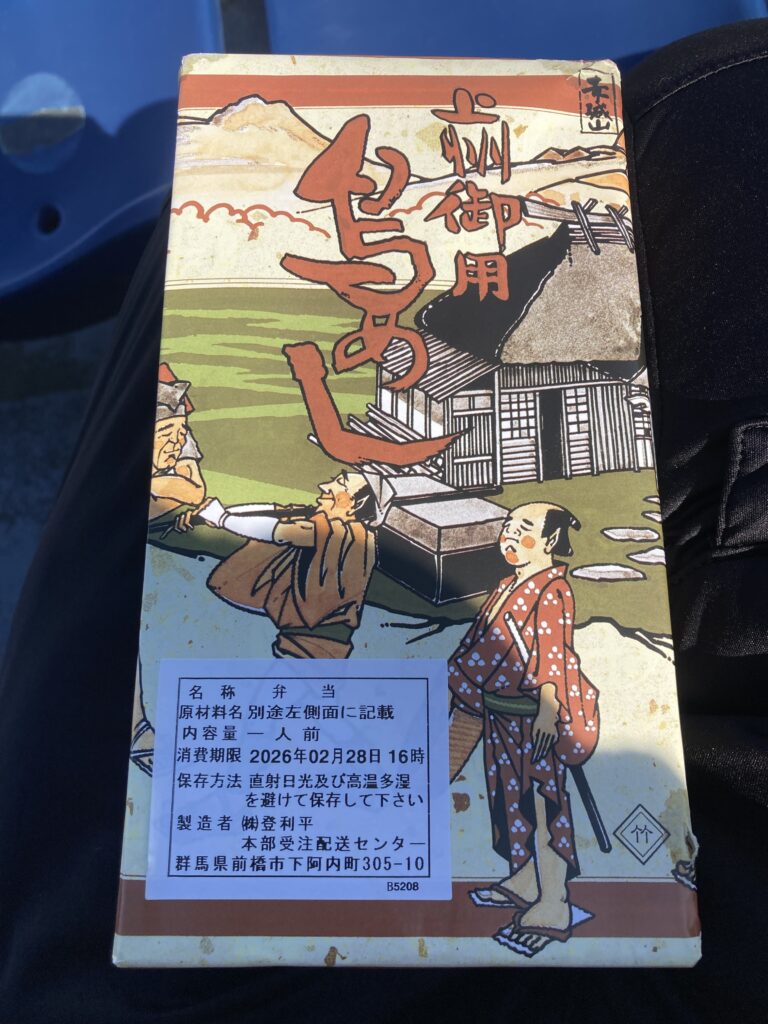 赤城山
上州御用
鳥めし
名称 弁当
原材料名 別途左側面に記載
内容量 一人前
消費期限 2026年02月28日 16時
保存方法 直射日光及び高温多湿
を避けて保存して下さい
製造者 ㈱登利平
本部受注配送センター
群馬県前橋市下阿内町305-10
B5208
竹